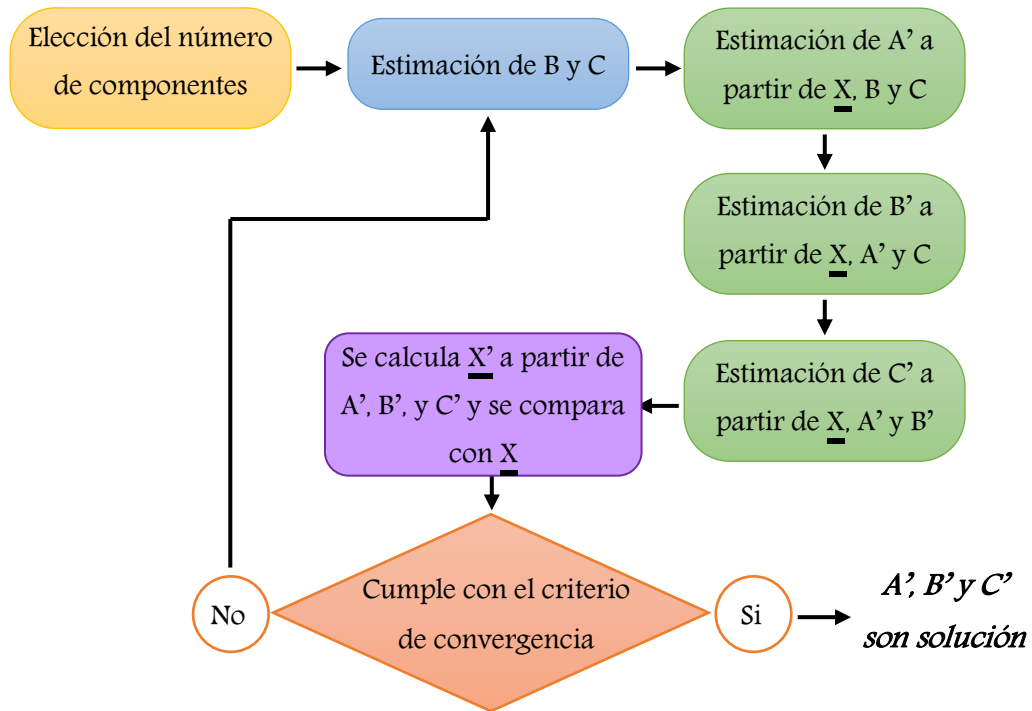 Elección del número
de componentes
Estimación de B y C
Estimación de A’ a
partir de X, B y C
Estimación de B’ a
partir de X, A’ y C
Estimación de C’ a
partir de X, A’ y B’
Se calcula X’ a partir de
A’, B’, y C’ y se compara
con X
Cumple con el criterio
de convergencia
No
Si
A’, B’ y C’
son solución